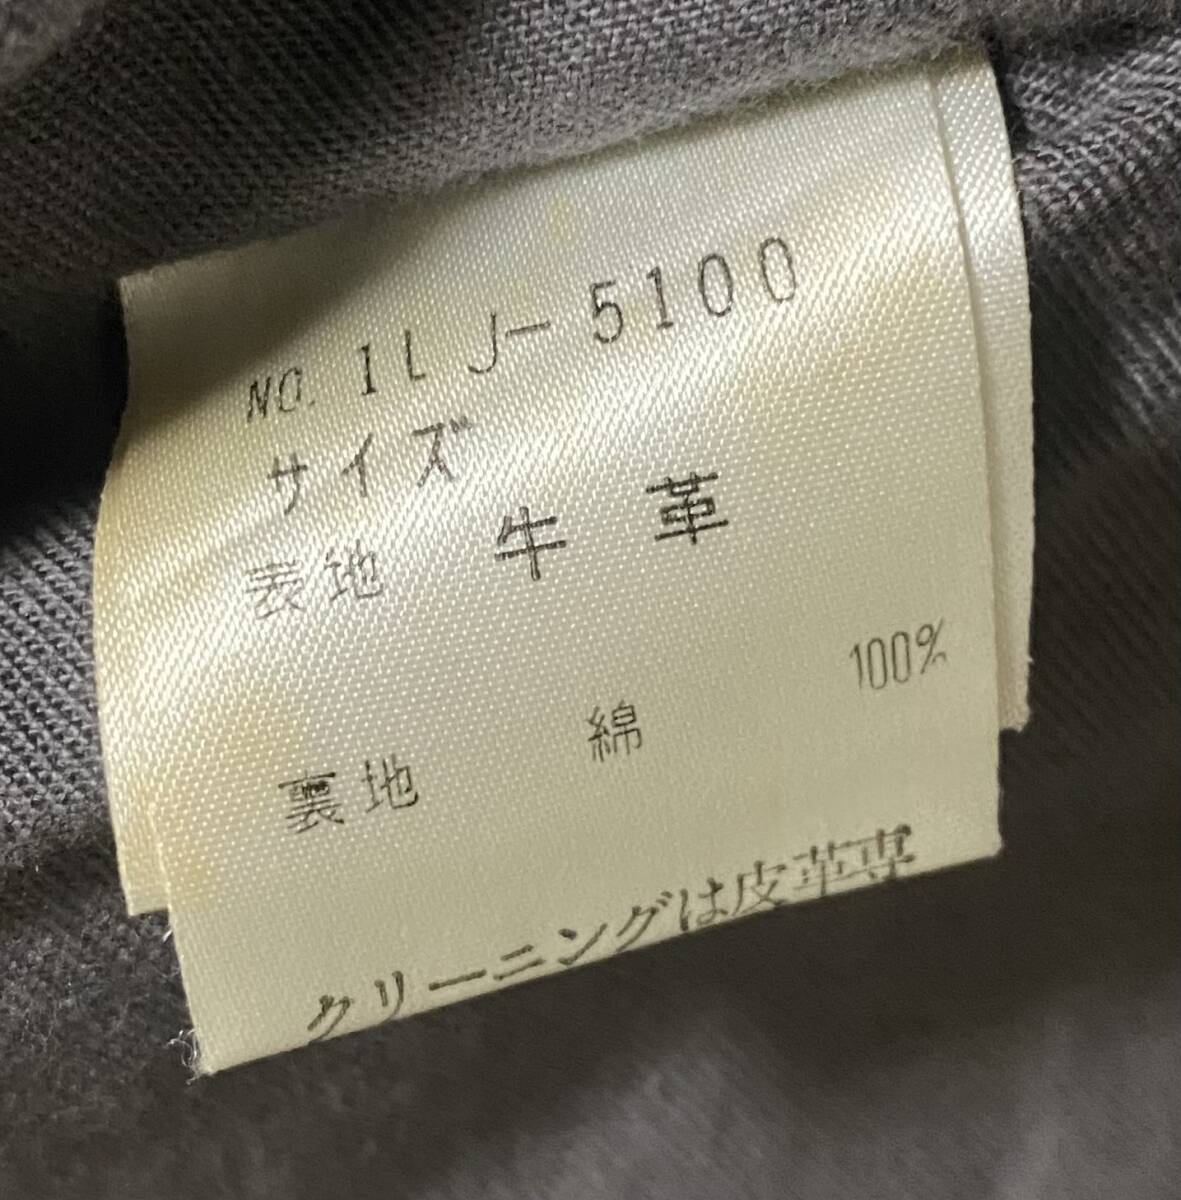 NO. 1LJ-5100
サイズ
表地 牛革
100%
裏地 綿
クリーニングは皮革専